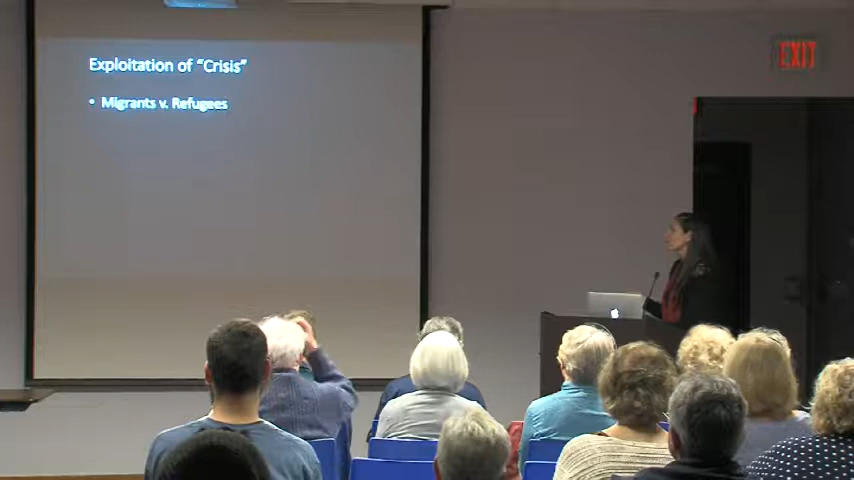 Exploitation of “Crisis”
• Migrants v. Refugees
EXIT